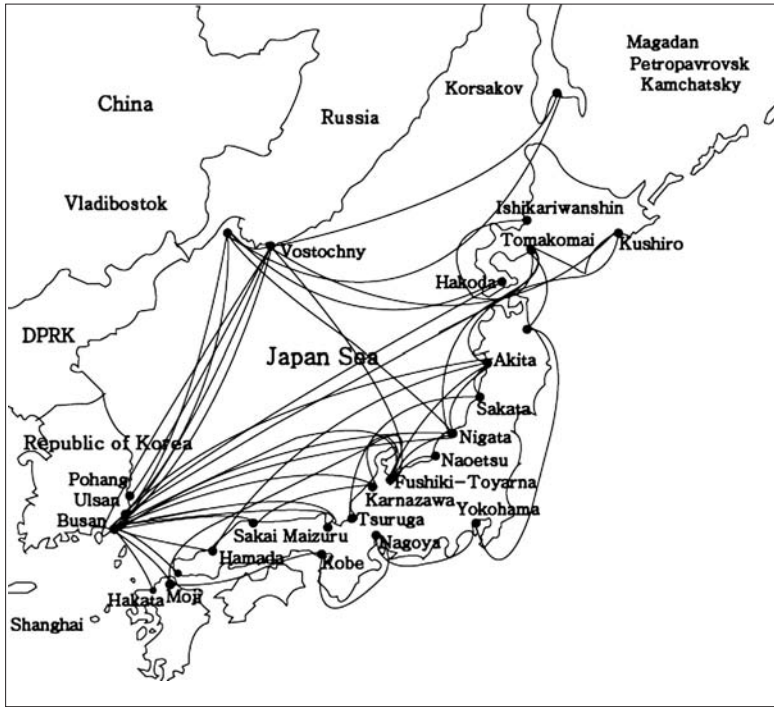 Magadan
Petropavrovsk
Kamchatsky
Korsakov
China
Russia
Vladibostok
Ishikariwanshin
Tomakomai
Kushiro
Vostochny
Hakoda
DPRK
Japan Sea
Akita
Sakata
Republic of Korea
Nigata
Naoetsu
Pohang
Fushiki-Toyarna
Ulsan
Karnazawa
Busan
Yokohama
Tsuruga
Sakai Maizuru
Nagoya
Hamada
Kobe
Hakata
Moji
Shanghai